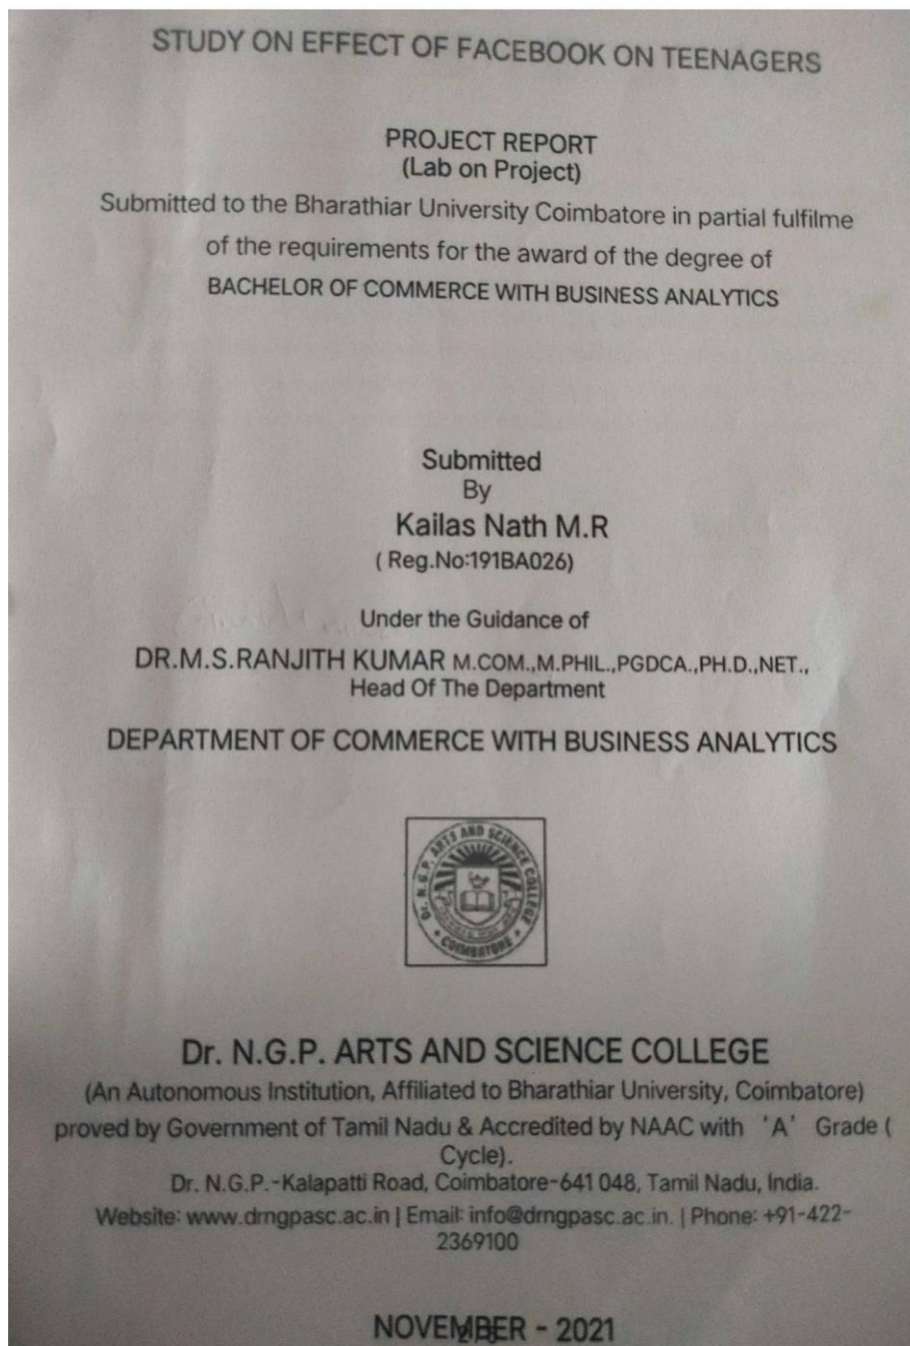 STUDY ON EFFECT OF FACEBOOK ON TEENAGERS
PROJECT REPORT
(Lab on Project)
Submitted to the Bharathiar University Coimbatore in partial fulfilme
of the requirements for the award of the degree of
BACHELOR OF COMMERCE WITH BUSINESS ANALYTICS
Submitted
By
Kailas Nath M.R
( Reg.No:191BA026)
Under the Guidance of
DR.M.S.RANJITH KUMAR M.COM.,M.PHIL.,PGDCA.,PH.D.,NET.,
Head Of The Department
DEPARTMENT OF COMMERCE WITH BUSINESS ANALYTICS
Dr. N.G.P. ARTS AND SCIENCE COLLEGE
COIMBATORE
Dr. N.G.P. ARTS AND SCIENCE COLLEGE
(An Autonomous Institution, Affiliated to Bharathiar University, Coimbatore)
proved by Government of Tamil Nadu & Accredited by NAAC with 'A' Grade (
Cycle).
Dr. N.G.P.-Kalapatti Road, Coimbatore-641 048, Tamil Nadu, India.
Website: www.drngpasc.ac.in | Email: info@drngpasc.ac.in. | Phone: +91-422-
2369100
NOVEMBER - 2021